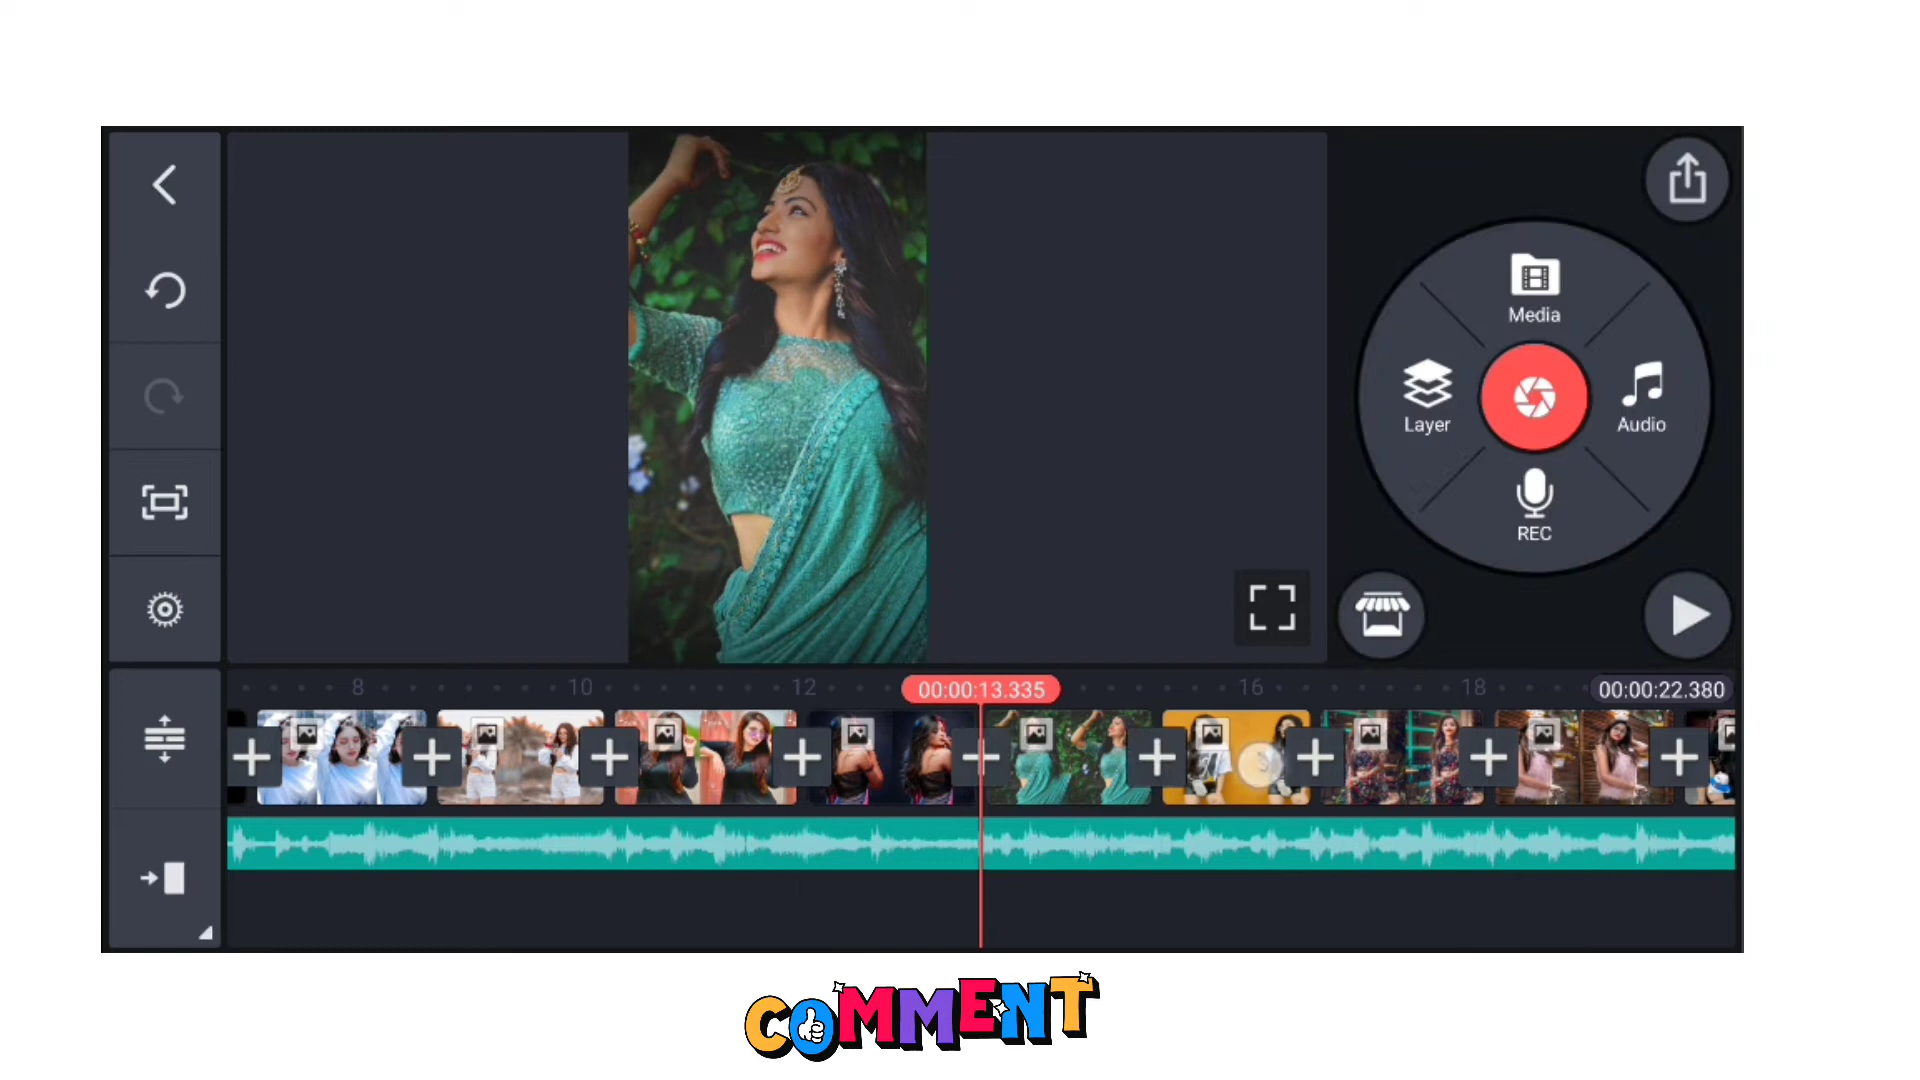 Media
Layer
Audio
REC
8
10
12
00:00:13.335
16
18
00:00:22.380
COMMENT